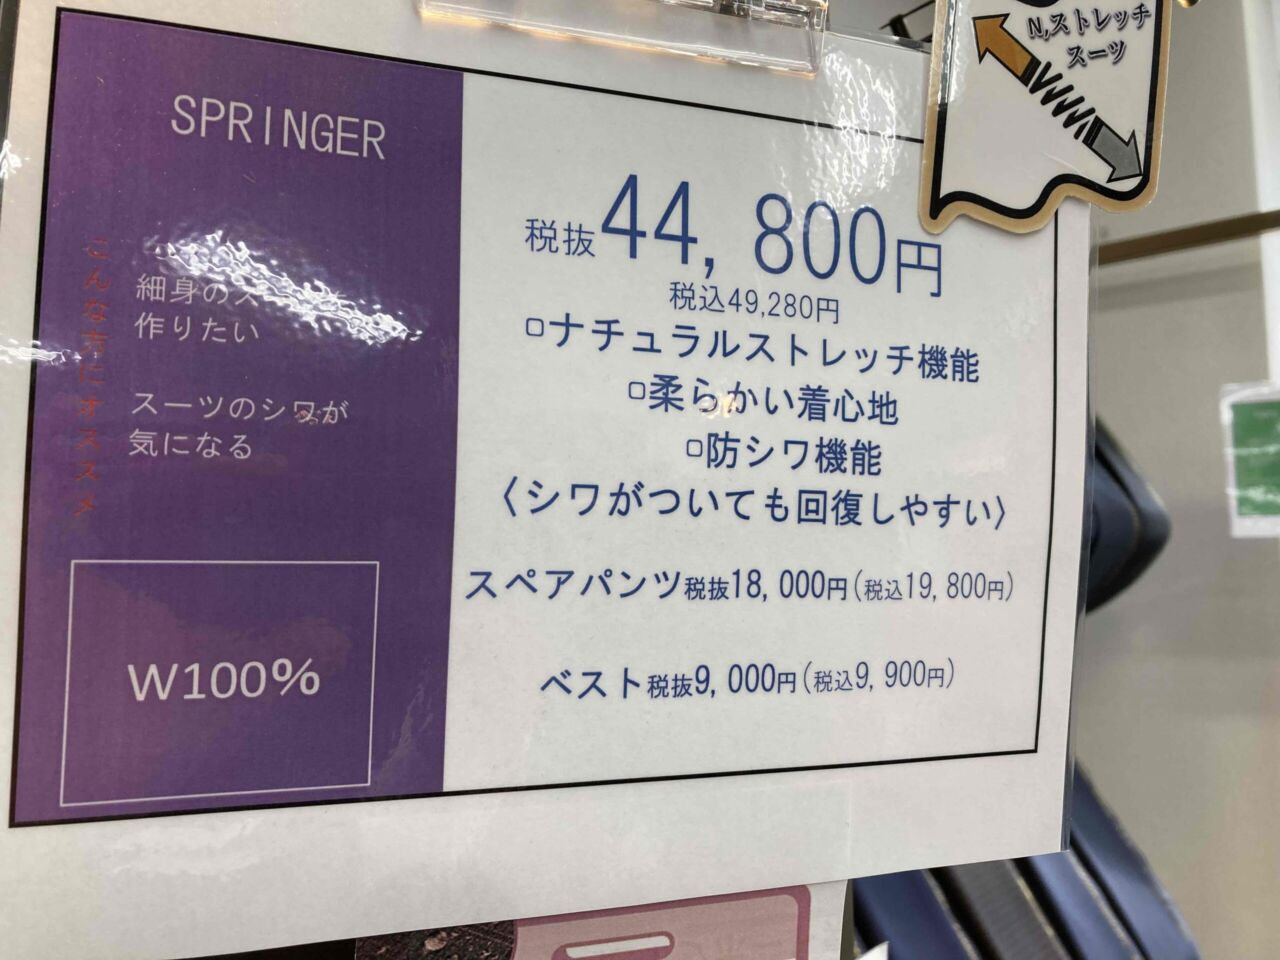 N,ストレッチ
スーツ
SPRINGER
こんな方にオススメ
細身のス
作りたい
スーツのシワが
気になる
W100%
税抜44,800円
税込49,280円
▫ナチュラルストレッチ機能
▫柔らかい着心地
▫防シワ機能
〈シワがついても回復しやすい〉
スペアパンツ税抜18,000円(税込19,800円)
ベスト税抜9,000円(税込9,900円)